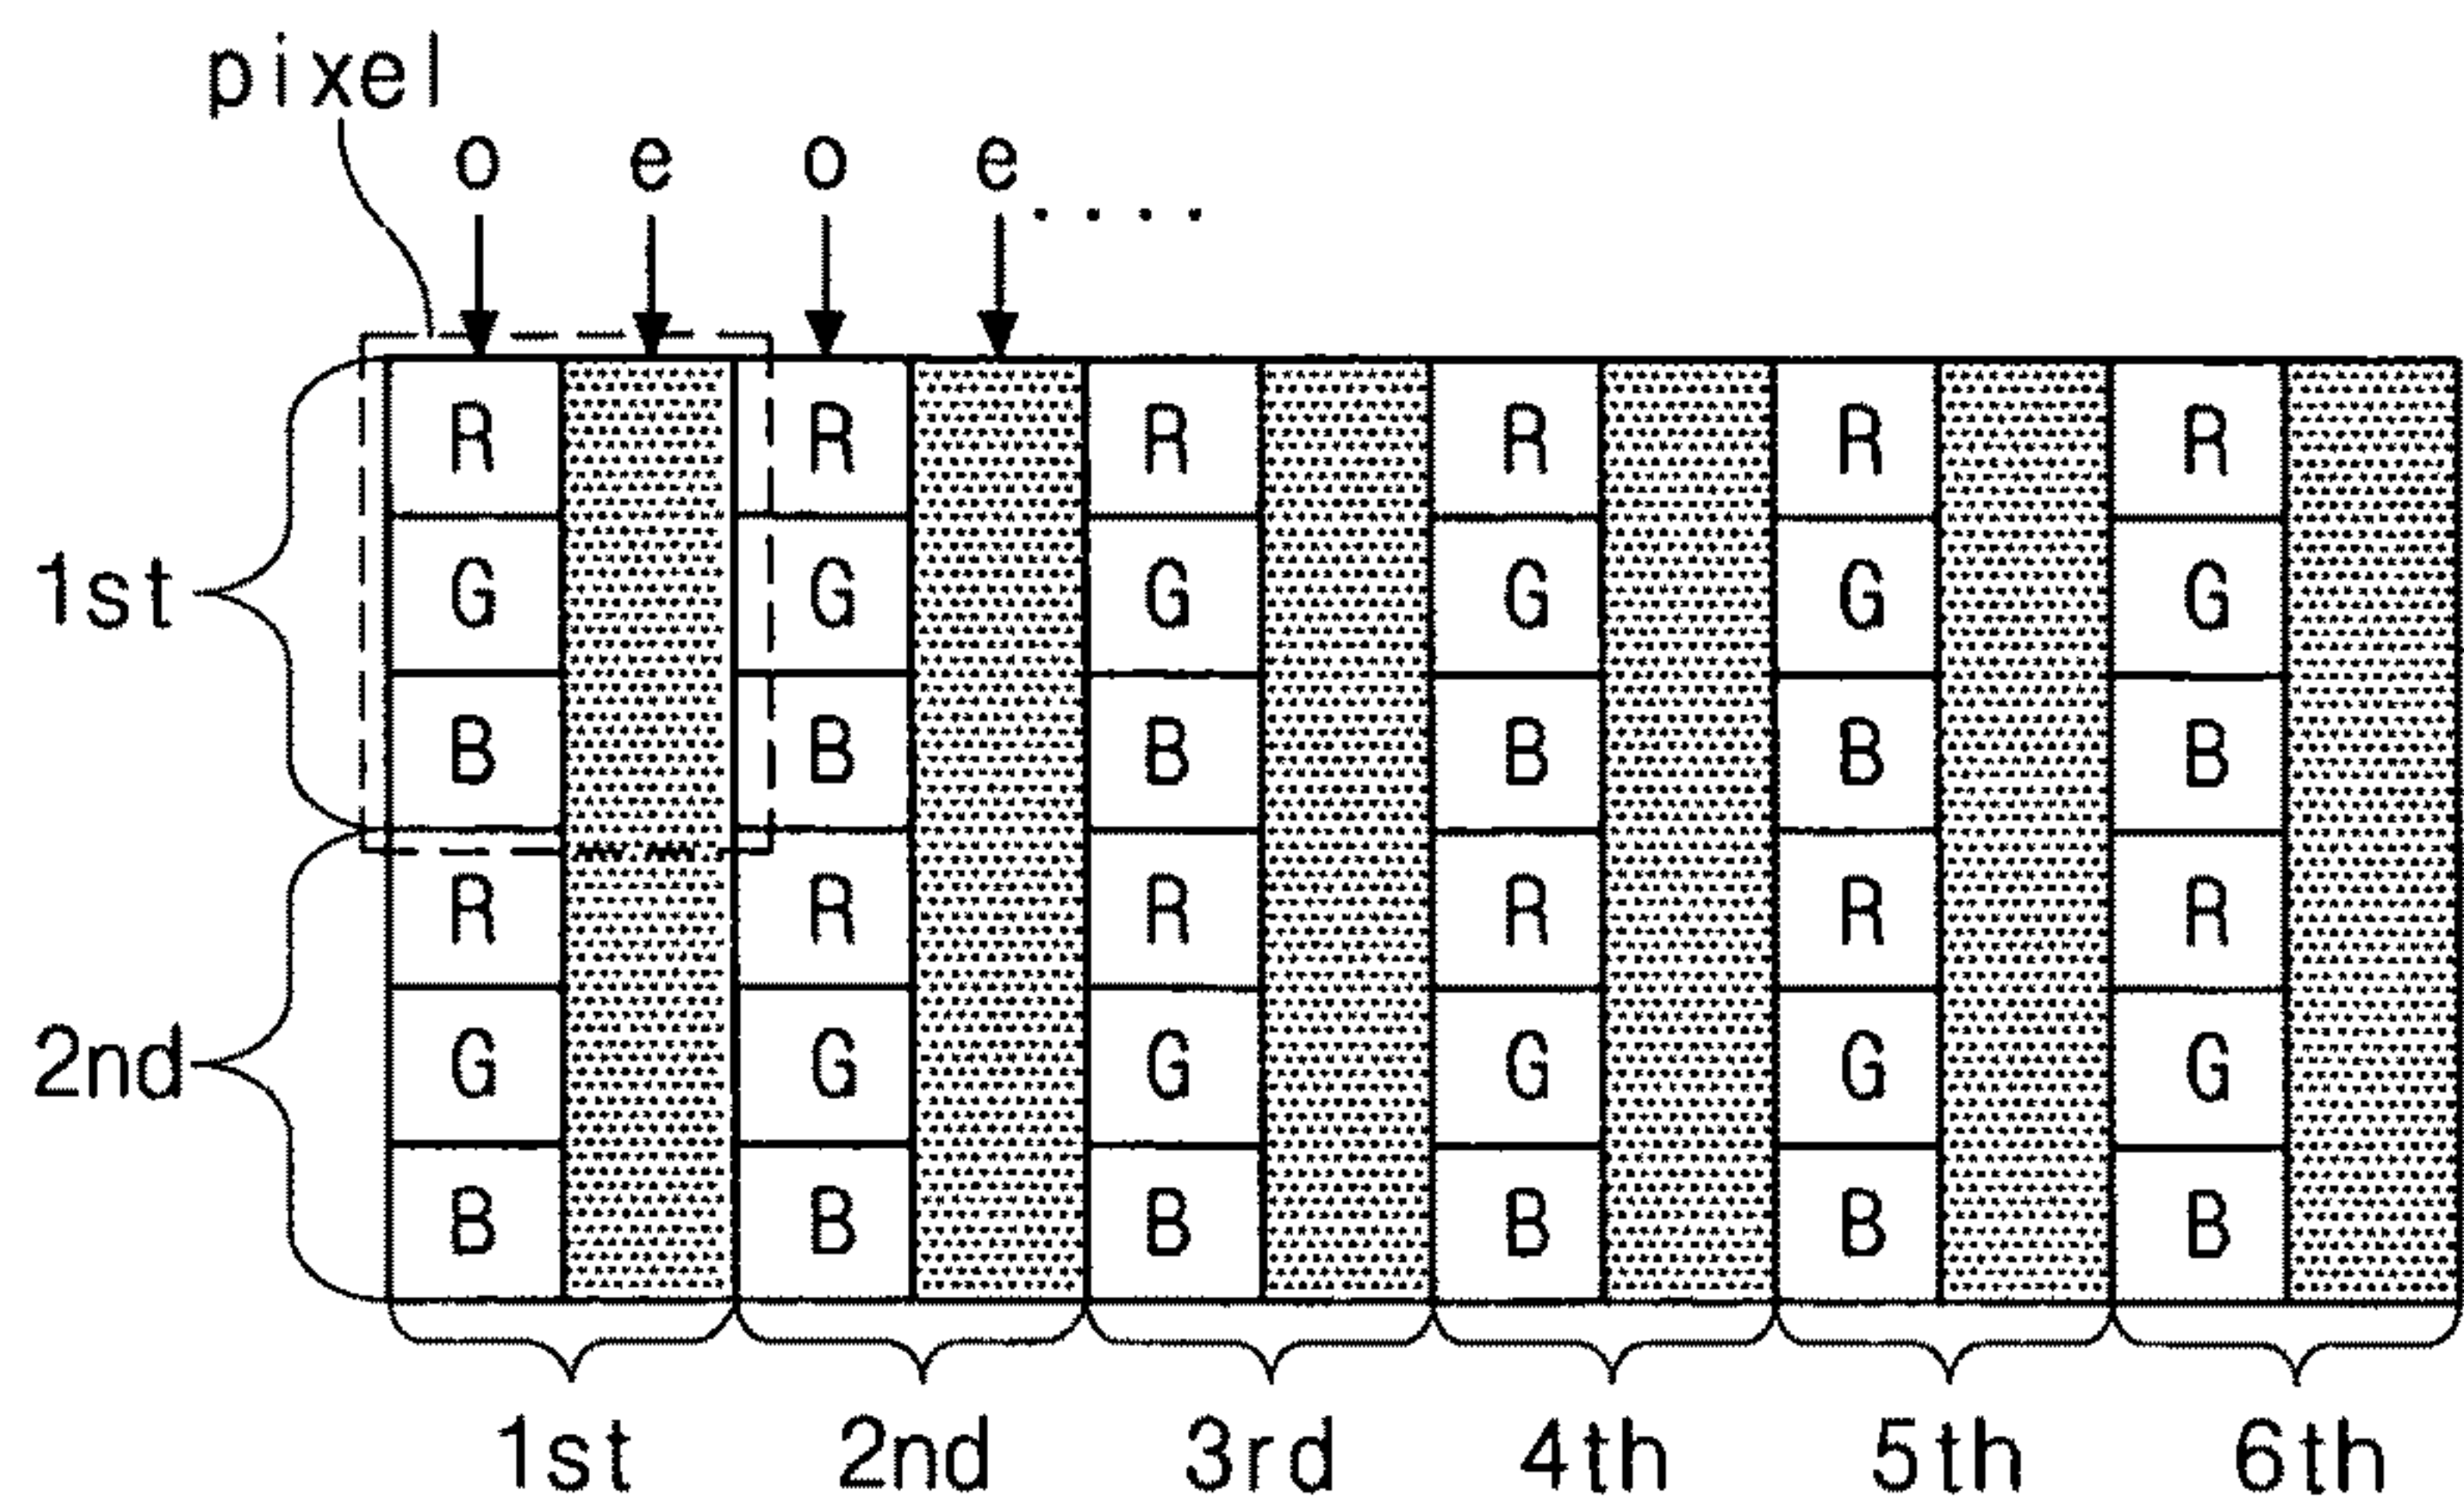 pixel
o e o e ....
R R R R R R
1st G G G G G G
B B B B B B
R R R R R R
2nd G G G G G G
B B B B B B
1st 2nd 3rd 4th 5th 6th